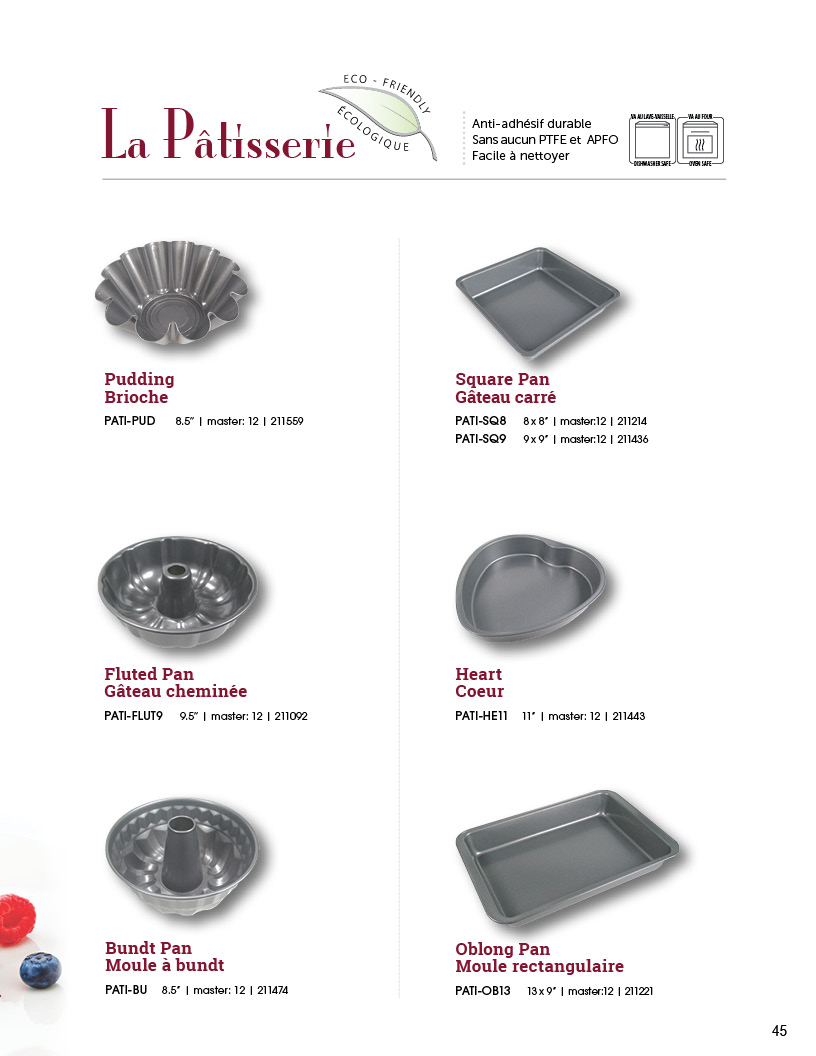 La Pâtisserie
ECO - FRIENDLY
ÉCOLOGIQUE
Anti-adhésif durable
Sans aucun PTFE et APFO
Facile à nettoyer
VA AU LAVE-VAISSELLE
DISHWASHER SAFE
VA AU FOUR
OVEN SAFE
Pudding
Brioche
PATI-PUD 8.5” | master: 12 | 211559
Square Pan
Gâteau carré
PATI-SQ8 8 x 8” | master:12 | 211214
PATI-SQ9 9 x 9” | master:12 | 211436
Fluted Pan
Gâteau cheminée
PATI-FLUT9 9.5” | master: 12 | 211092
Heart
Coeur
PATI-HE11 11” | master: 12 | 211443
Bundt Pan
Moule à bundt
PATI-BU 8.5” | master: 12 | 211474
Oblong Pan
Moule rectangulaire
PATI-OB13 13 x 9” | master:12 | 211221
45